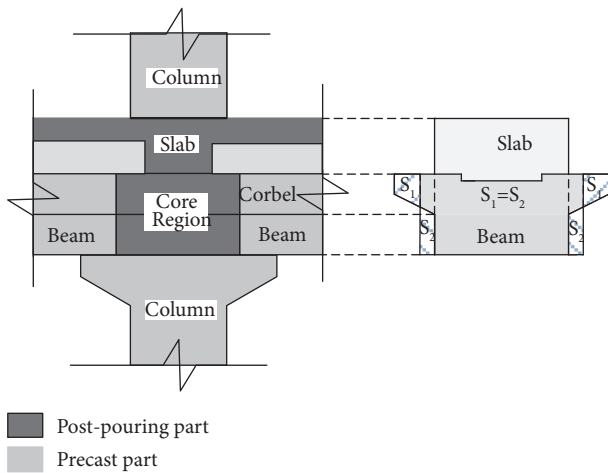 Column
Slab
Core
Region
Corbel
Beam
Beam
Column
Slab
S1
S1=S2
S1
Beam
S2
S2
Post-pouring part
Precast part